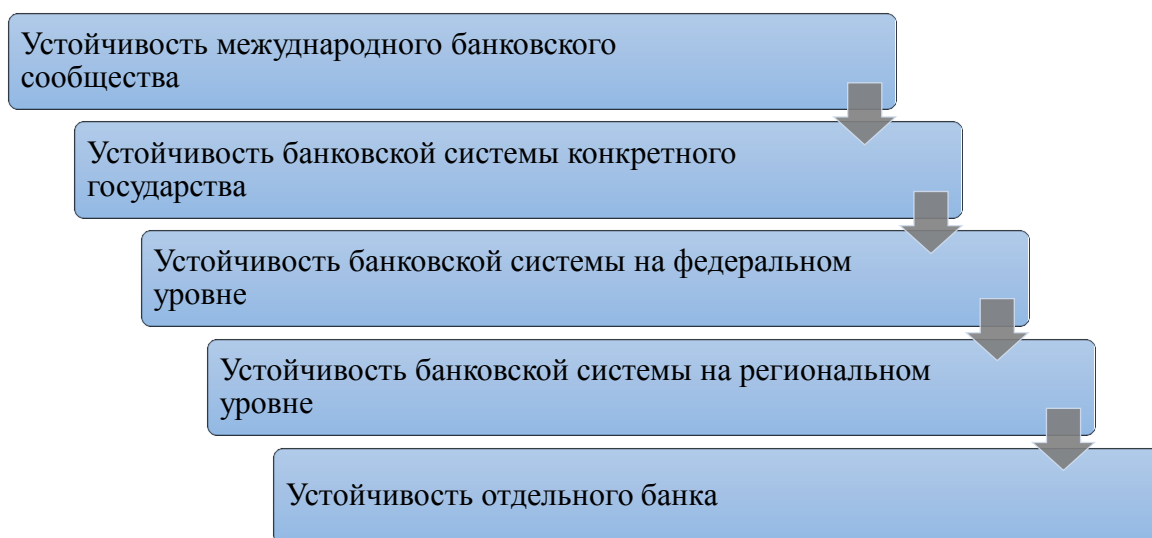 Устойчивость межуднародного банковского
сообщества
Устойчивость банковской системы конкретного
государства
Устойчивость банковской системы на федеральном
уровне
Устойчивость банковской системы на региональном
уровне
Устойчивость отдельного банка